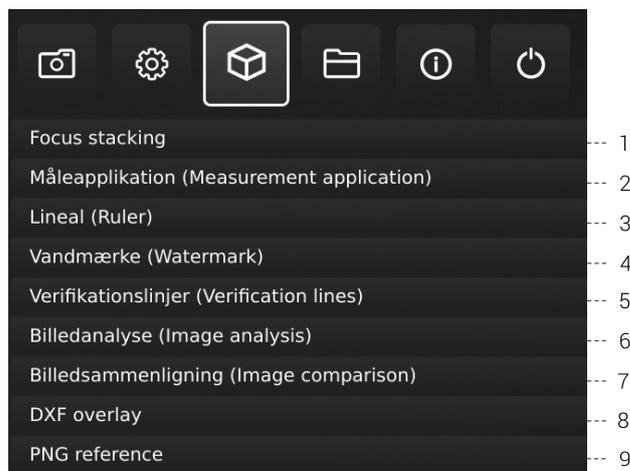 Focus stacking --- 1
Måleapplikation (Measurement application) --- 2
Lineal (Ruler) --- 3
Vandmærke (Watermark) --- 4
Verifikationslinjer (Verification lines) --- 5
Billedanalyse (Image analysis) --- 6
Billedsammenligning (Image comparison) --- 7
DXF overlay --- 8
PNG reference --- 9